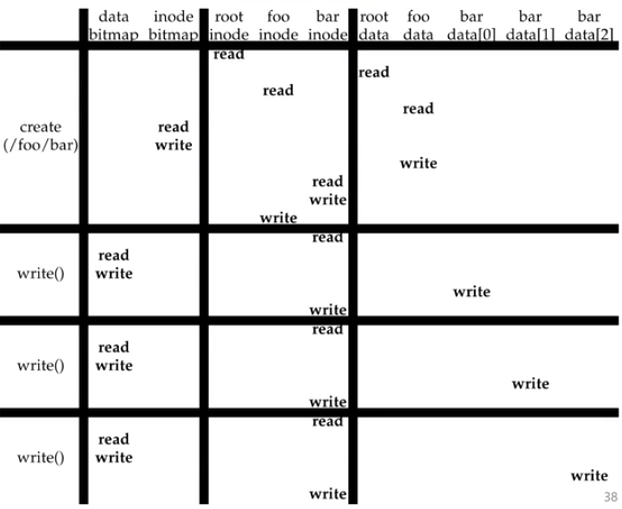 data inode root foo bar root foo bar bar bar
bitmap bitmap inode inode inode data data data[0] data[1] data[2]
read
read
read
read
create read
(/foo/bar) write
write
read
write
write
read
read
write() write
write
write
read
read
write() write
write
write
read
read
write() write
write
write
38